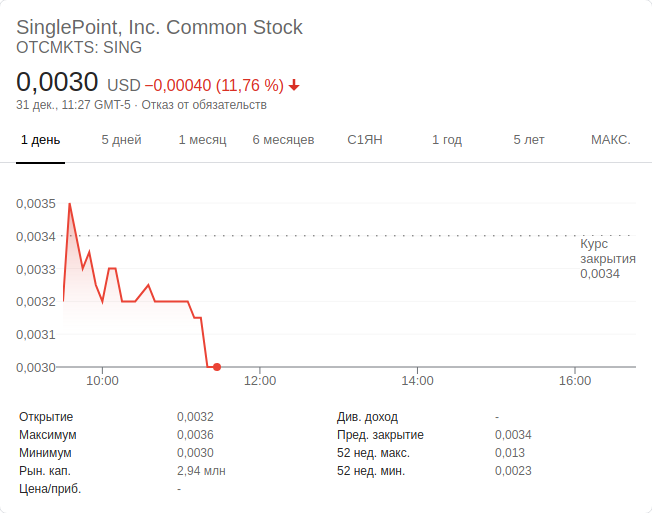 SinglePoint, Inc. Common Stock
OTCMKTS: SING
0,0030 USD −0,00040 (11,76 %)
31 дек., 11:27 GMT-5 · Отказ от обязательств
1 день 5 дней 1 месяц 6 месяцев С1ЯН 1 год 5 лет МАКС.
0,0035
0,0034
Курс
закрытия
0,0034
0,0033
0,0032
0,0031
0,0030
10:00 12:00 14:00 16:00
Открытие 0,0032 Див. доход -
Максимум 0,0036 Пред. закрытие 0,0034
Минимум 0,0030 52 нед. макс. 0,013
Рын. кап. 2,94 млн 52 нед. мин. 0,0023
Цена/приб. -